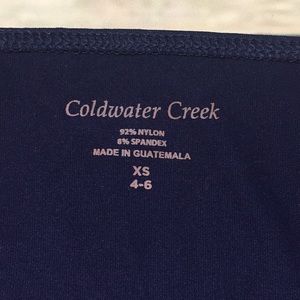 Coldwater Creek
92% NYLON
8% SPANDEX
MADE IN GUATEMALA
XS
4-6